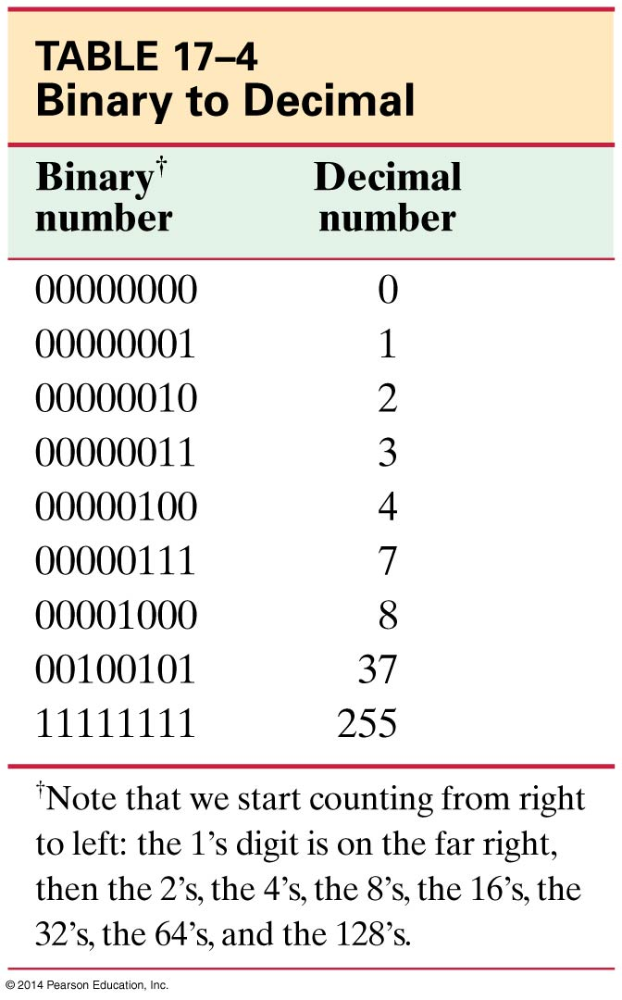 TABLE 17–4
Binary to Decimal
Binary† Decimal
number number
00000000 0
00000001 1
00000010 2
00000011 3
00000100 4
00000111 7
00001000 8
00100101 37
11111111 255
†Note that we start counting from right
to left: the 1’s digit is on the far right,
then the 2’s, the 4’s, the 8’s, the 16’s, the
32’s, the 64’s, and the 128’s.
© 2014 Pearson Education, Inc.